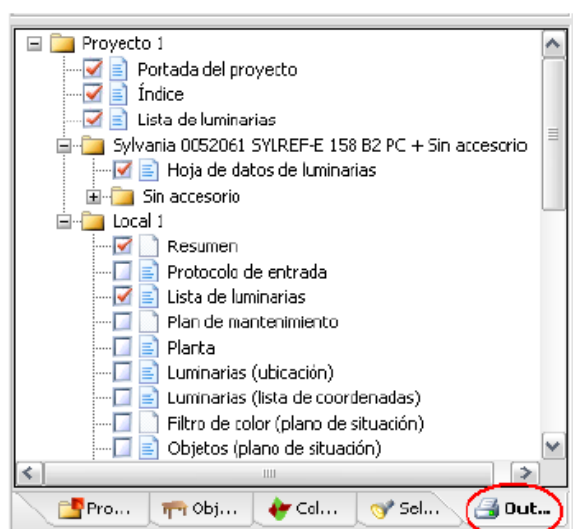 Proyecto 1
Portada del proyecto
Índice
Lista de luminarias
Sylvania 0052061 SYLREF-E 158 B2 PC + Sin accesorio
Hoja de datos de luminarias
Sin accesorio
Local 1
Resumen
Protocolo de entrada
Lista de luminarias
Plan de mantenimiento
Planta
Luminarias (ubicación)
Luminarias (lista de coordenadas)
Filtro de color (plano de situación)
Objetos (plano de situación)
Pro... Obj... Col... Sel... Out...